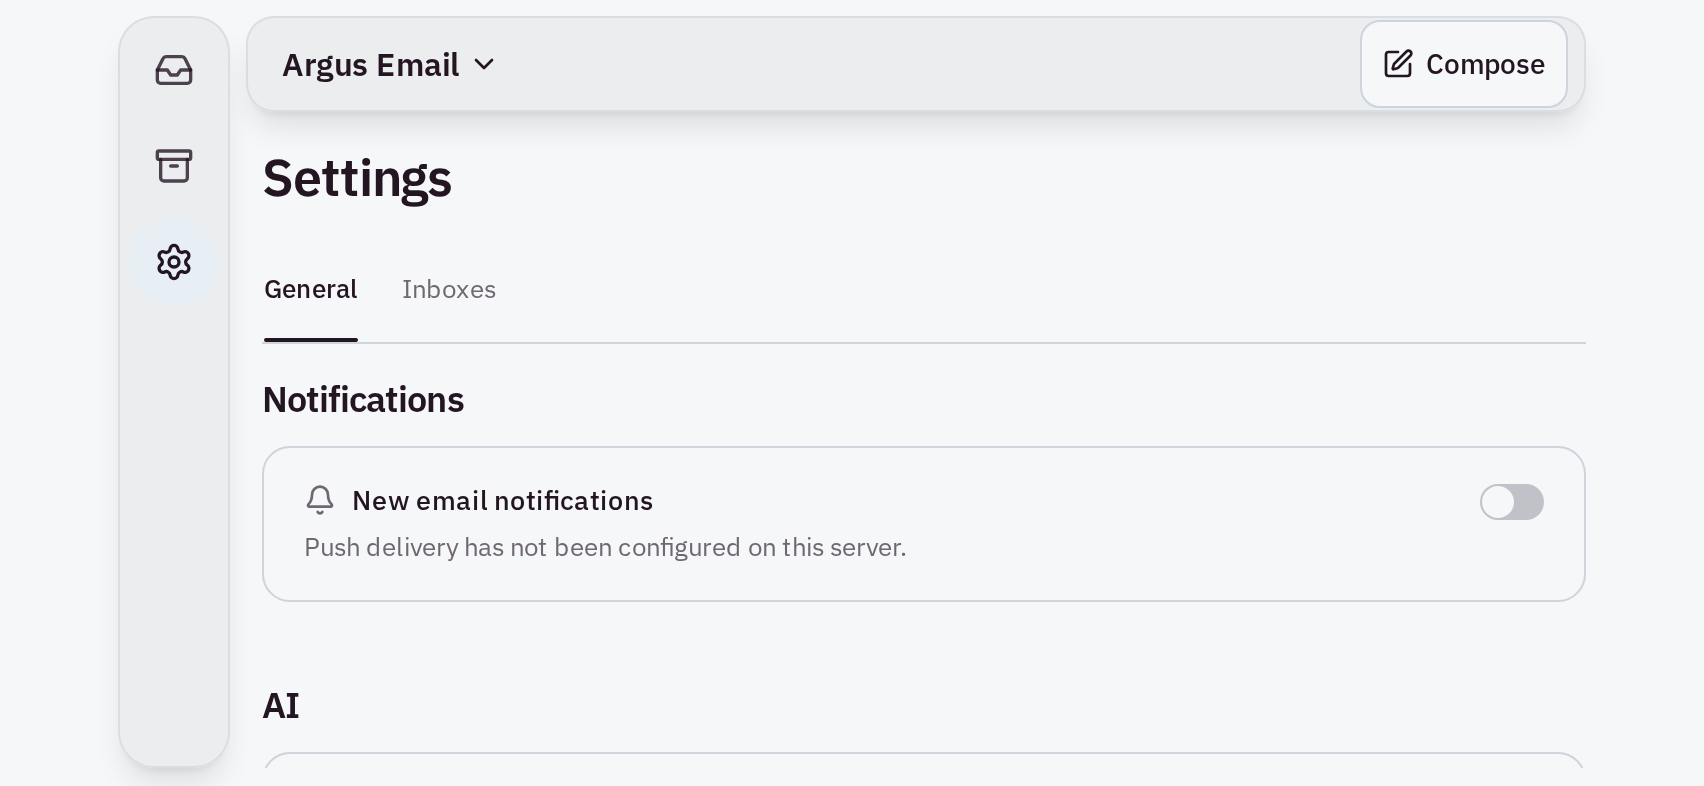 Argus Email
Compose
Settings
General
Inboxes
Notifications
New email notifications
Push delivery has not been configured on this server.
AI